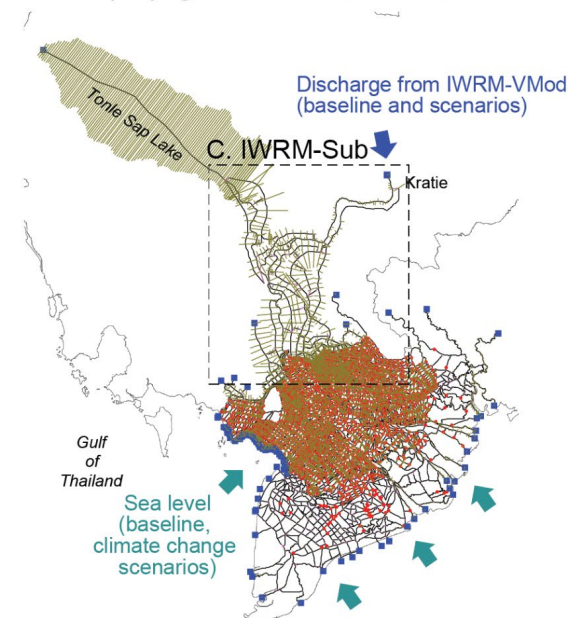 Discharge from IWRM-VMod
(baseline and scenarios)
Tonle Sap Lake
C. IWRM-Sub
Kratie
Gulf
of
Thailand
Sea level
(baseline,
climate change
scenarios)